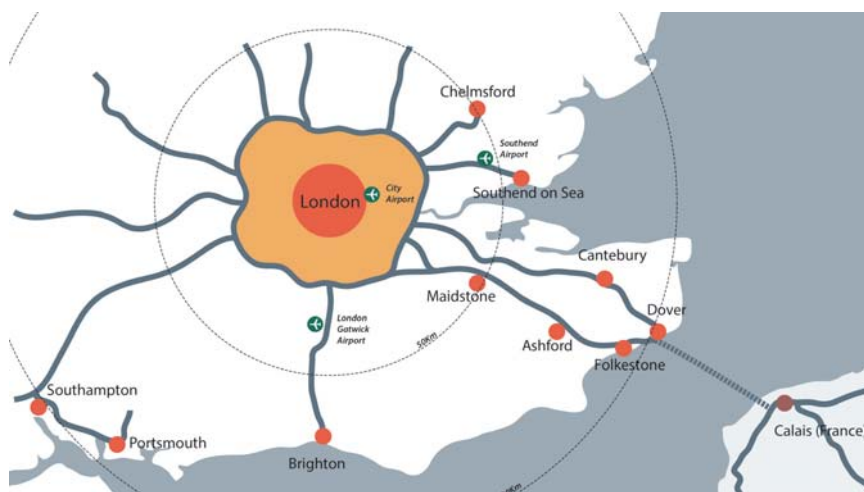 Chelmsford
Southend
Airport
London
City
Airport
Southend on Sea
Cantebury
Maidstone
Dover
London
Gatwick
Airport
50Km
Ashford
Folkestone
Southampton
Calais (France)
Portsmouth
Brighton